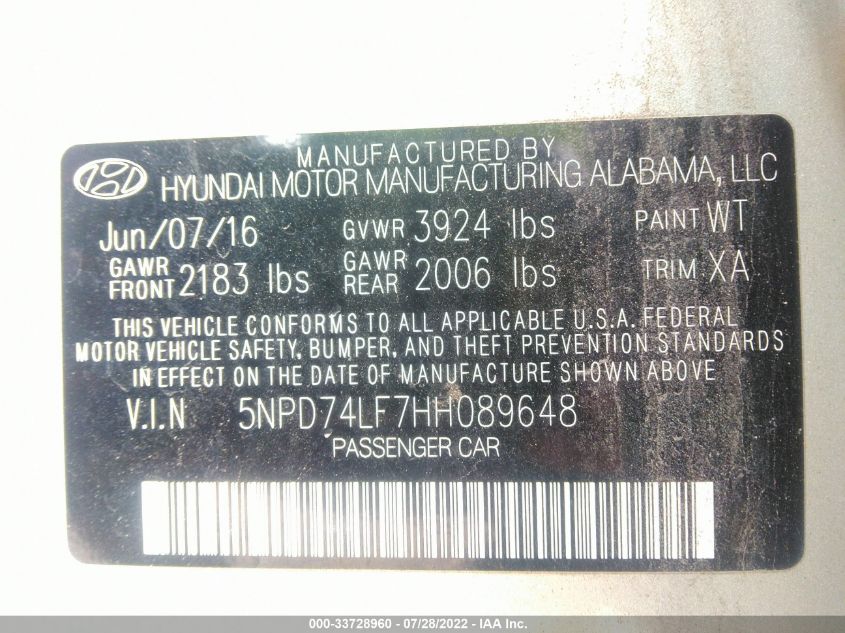 MANUFACTURED BY
HYUNDAI MOTOR MANUFACTURING ALABAMA, LLC
Jun/07/16 GVWR 3924 lbs PAINT WT
GAWR FRONT 2183 lbs GAWR REAR 2006 lbs TRIM XA
THIS VEHICLE CONFORMS TO ALL APPLICABLE U.S.A. FEDERAL
MOTOR VEHICLE SAFETY, BUMPER, AND THEFT PREVENTION STANDARDS
IN EFFECT ON THE DATE OF MANUFACTURE SHOWN ABOVE
V.I.N 5NPD74LF7HH089648
PASSENGER CAR
000-33728960 - 07/28/2022 - IAA Inc.